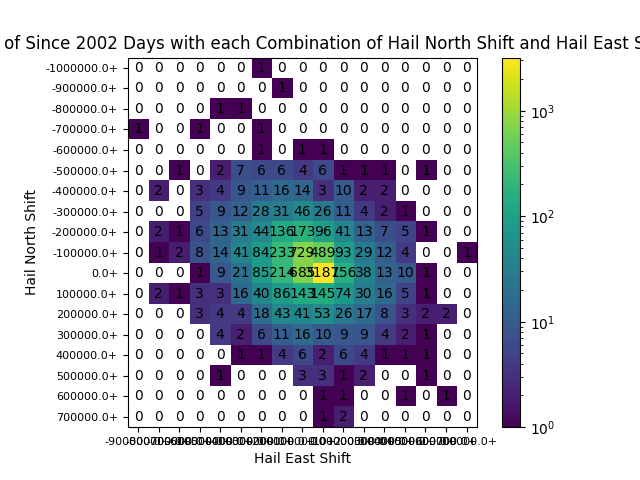 of Since 2002 Days with each Combination of Hail North Shift and Hail East S
Hail North Shift
-1000000.0+ 0 0 0 0 0 0 1 0 0 0 0 0 0 0 0 0 0
-900000.0+ 0 0 0 0 0 0 0 1 0 0 0 0 0 0 0 0 0
-800000.0+ 0 0 0 0 1 1 0 0 0 0 0 0 0 0 0 0 0
-700000.0+ 1 0 0 1 0 0 1 0 0 0 0 0 0 0 0 0 0
-600000.0+ 0 0 0 0 0 0 1 0 1 1 0 0 0 0 0 0 0
-500000.0+ 0 0 1 0 2 7 6 6 4 6 1 1 1 0 1 0 0
-400000.0+ 0 2 0 3 4 9 11 16 14 3 10 2 2 0 0 0 0
-300000.0+ 0 0 0 5 9 12 28 31 46 26 11 4 2 1 0 0 0
-200000.0+ 0 2 1 6 13 31 44 136 173 96 41 13 7 5 1 0 0
-100000.0+ 0 1 2 8 14 41 84 233 729 489 93 29 12 4 0 0 1
0.0+ 0 0 0 1 9 21 85 214 156 38 13 10 1 0 0
100000.0+ 0 2 1 3 3 16 40 86 143 145 74 30 16 5 1 0 0
200000.0+ 0 0 0 3 4 4 18 43 41 53 26 17 8 3 2 2 0
300000.0+ 0 0 0 0 4 2 6 11 16 10 9 9 4 2 1 0 0
400000.0+ 0 0 0 0 0 1 1 4 6 2 6 4 1 1 1 0 0
500000.0+ 0 0 0 0 1 0 0 0 3 3 1 2 0 0 1 0 0
600000.0+ 0 0 0 0 0 0 0 0 0 1 1 0 0 1 0 1 0
700000.0+ 0 0 0 0 0 0 0 0 0 1 2 0 0 0 0 0 0
Hail East Shift
10³
10²
10¹
10⁰